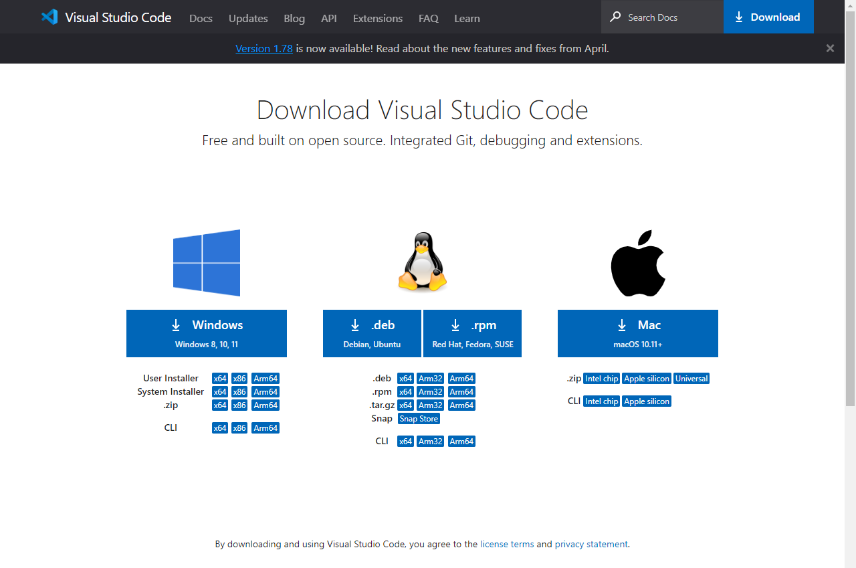 Visual Studio Code Docs Updates Blog API Extensions FAQ Learn Search Docs Download
Version 1.78 is now available! Read about the new features and fixes from April.
Download Visual Studio Code
Free and built on open source. Integrated Git, debugging and extensions.
Windows
Windows 8, 10, 11
User Installer x64 x86 Arm64
System Installer x64 x86 Arm64
.zip x64 x86 Arm64
CLI x64 x86 Arm64
.deb
Debian, Ubuntu
.rpm
Red Hat, Fedora, SUSE
.deb x64 Arm32 Arm64
.rpm x64 Arm32 Arm64
.tar.gz x64 Arm32 Arm64
Snap Snap Store
CLI x64 Arm32 Arm64
Mac
macOS 10.11+
.zip Intel chip Apple silicon Universal
CLI Intel chip Apple silicon
By downloading and using Visual Studio Code, you agree to the license terms and privacy statement.